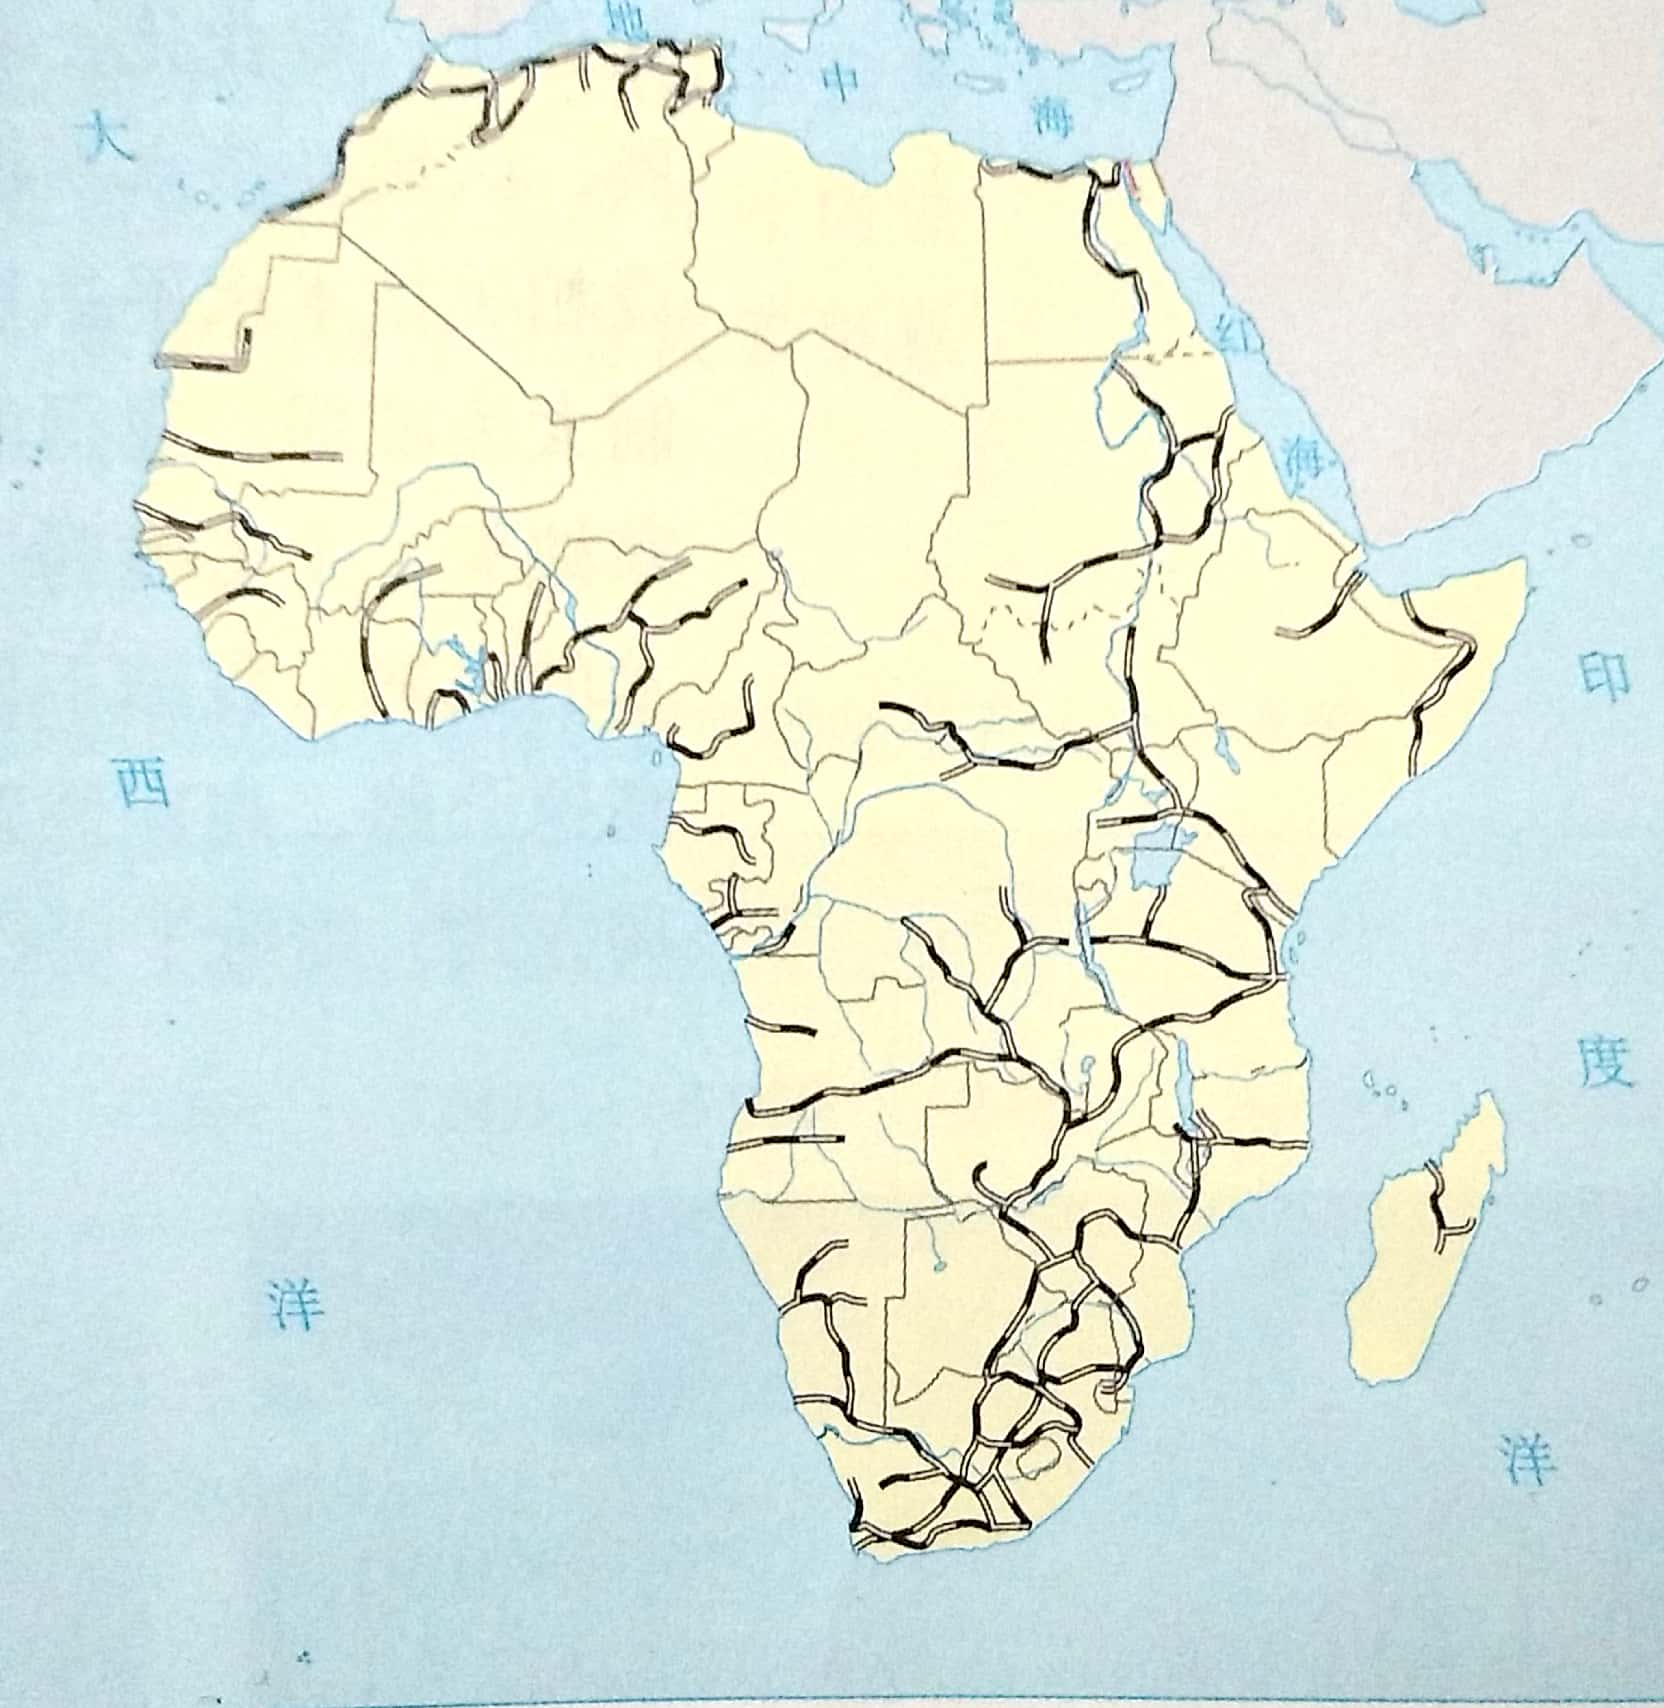 地
中
海
大
西
洋
红
海
印
度
洋